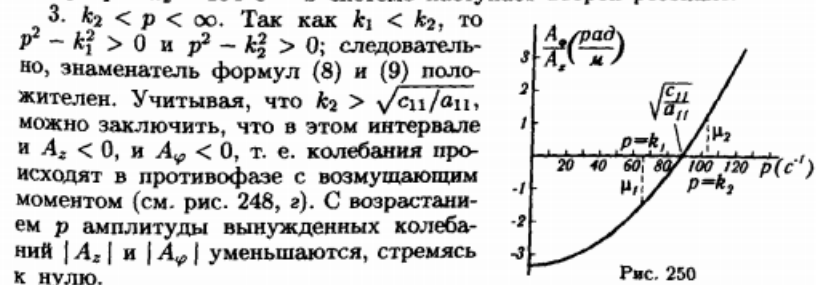 3. k₂ < p < ∞. Так как k₁ < k₂, то
p² − k₁² > 0 и p² − k₂² > 0; следователь-
но, знаменатель формул (8) и (9) поло-
жителен. Учитывая, что k₂ > √(c₁₁/a₁₁),
можно заключить, что в этом интервале
и A_z < 0, и A_φ < 0, т. е. колебания про-
исходят в противофазе с возмущающим
моментом (см. рис. 248, г). С возрастани-
ем p амплитуды вынужденных колеба-
ний |A_z| и |A_φ| уменьшаются, стремясь
к нулю.
A_φ/A_z (рад/м)
3
2
1
√(c₁₁/a₁₁)
p=k₁
μ₂
20 40 60 80 100 120 p(с⁻¹)
μ₁
p=k₂
-1
-2
-3
Рис. 250